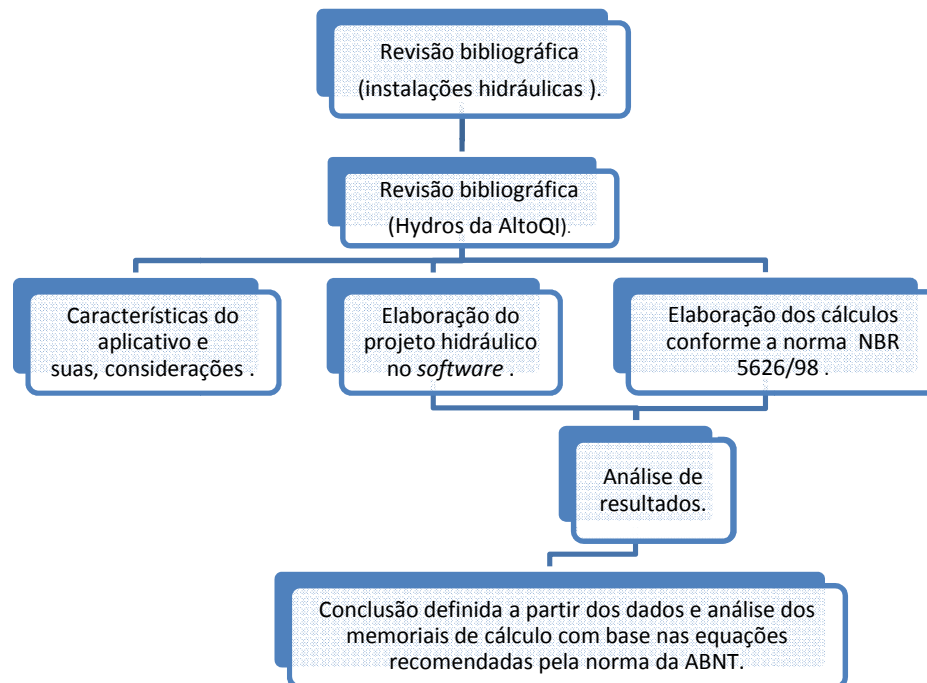 Revisão bibliográfica
(instalações hidráulicas ).
Revisão bibliográfica
(Hydros da AltoQI).
Características do
aplicativo e
suas, considerações .
Elaboração do
projeto hidráulico
no software .
Elaboração dos cálculos
conforme a norma NBR
5626/98 .
Análise de
resultados.
Conclusão definida a partir dos dados e análise dos
memoriais de cálculo com base nas equações
recomendadas pela norma da ABNT.